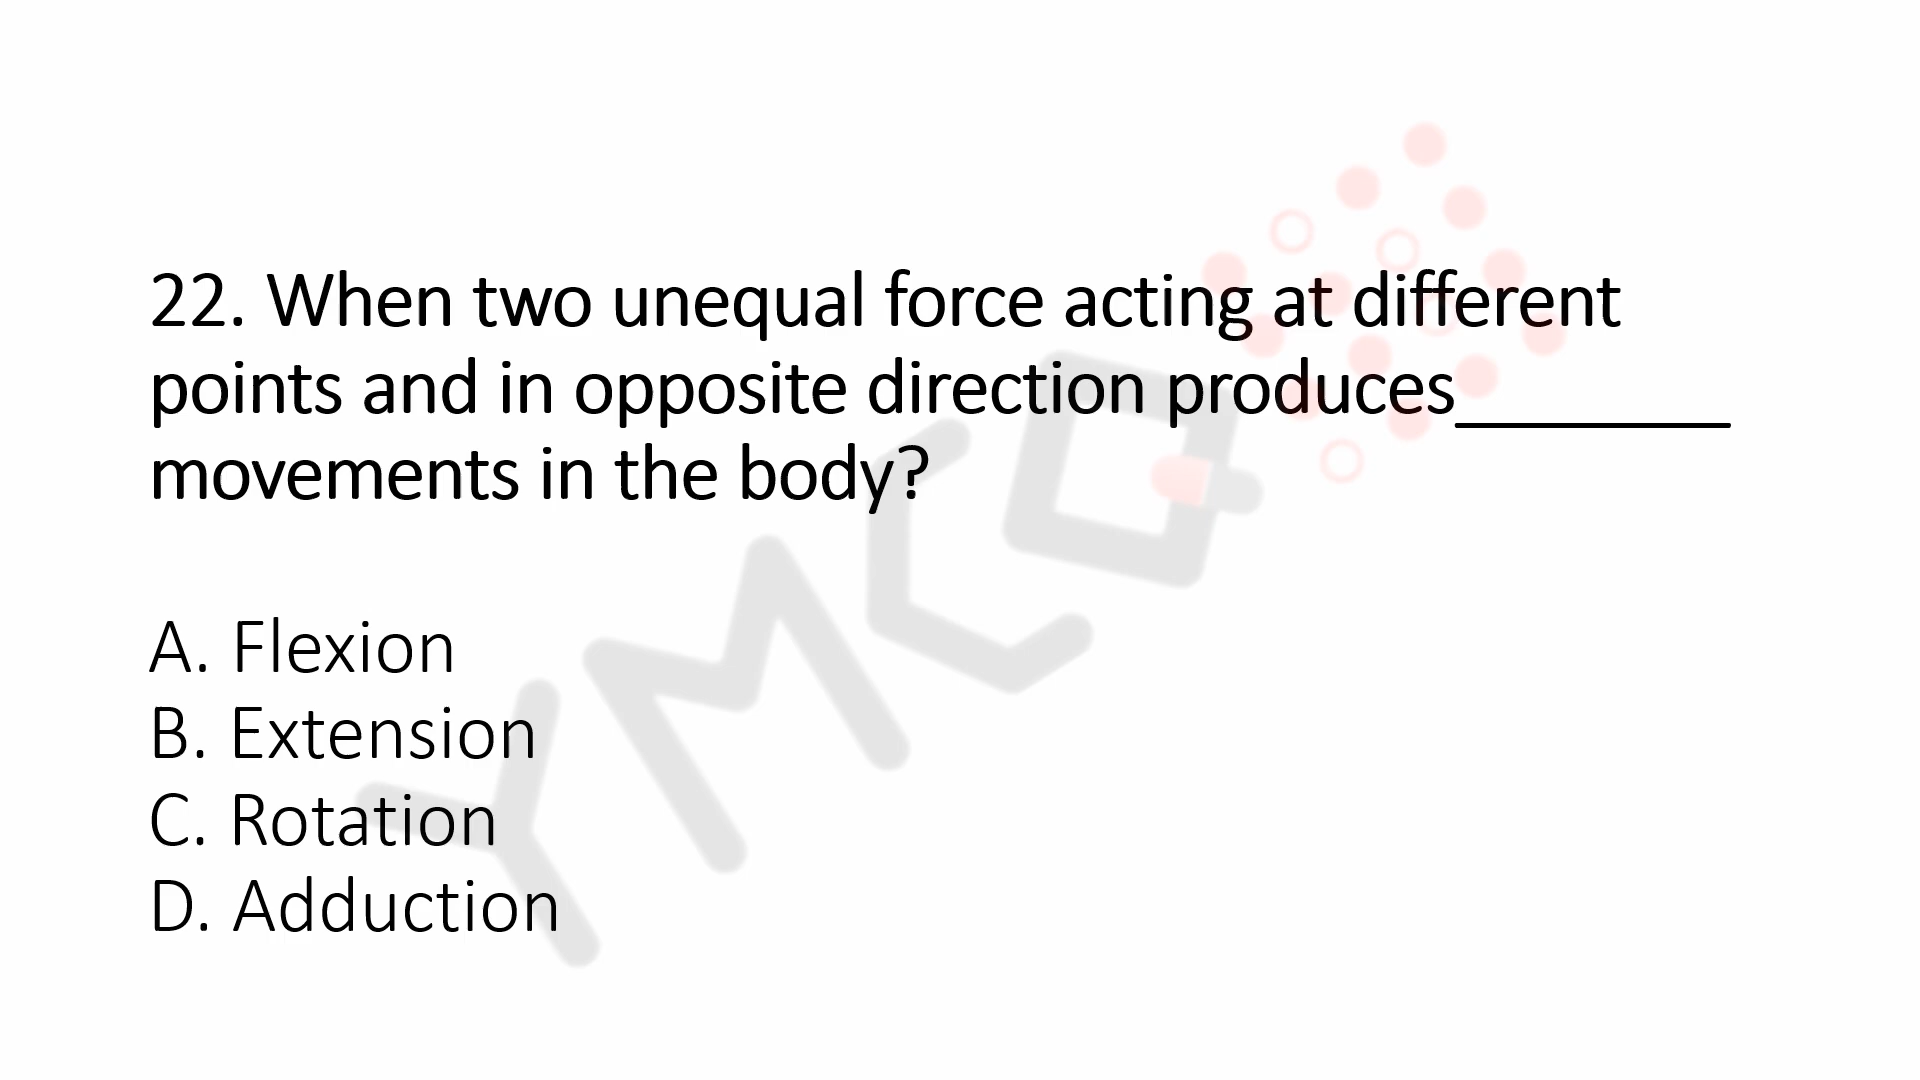 22. When two unequal force acting at different
points and in opposite direction produces________
movements in the body?
A. Flexion
B. Extension
C. Rotation
D. Adduction
YMCQ